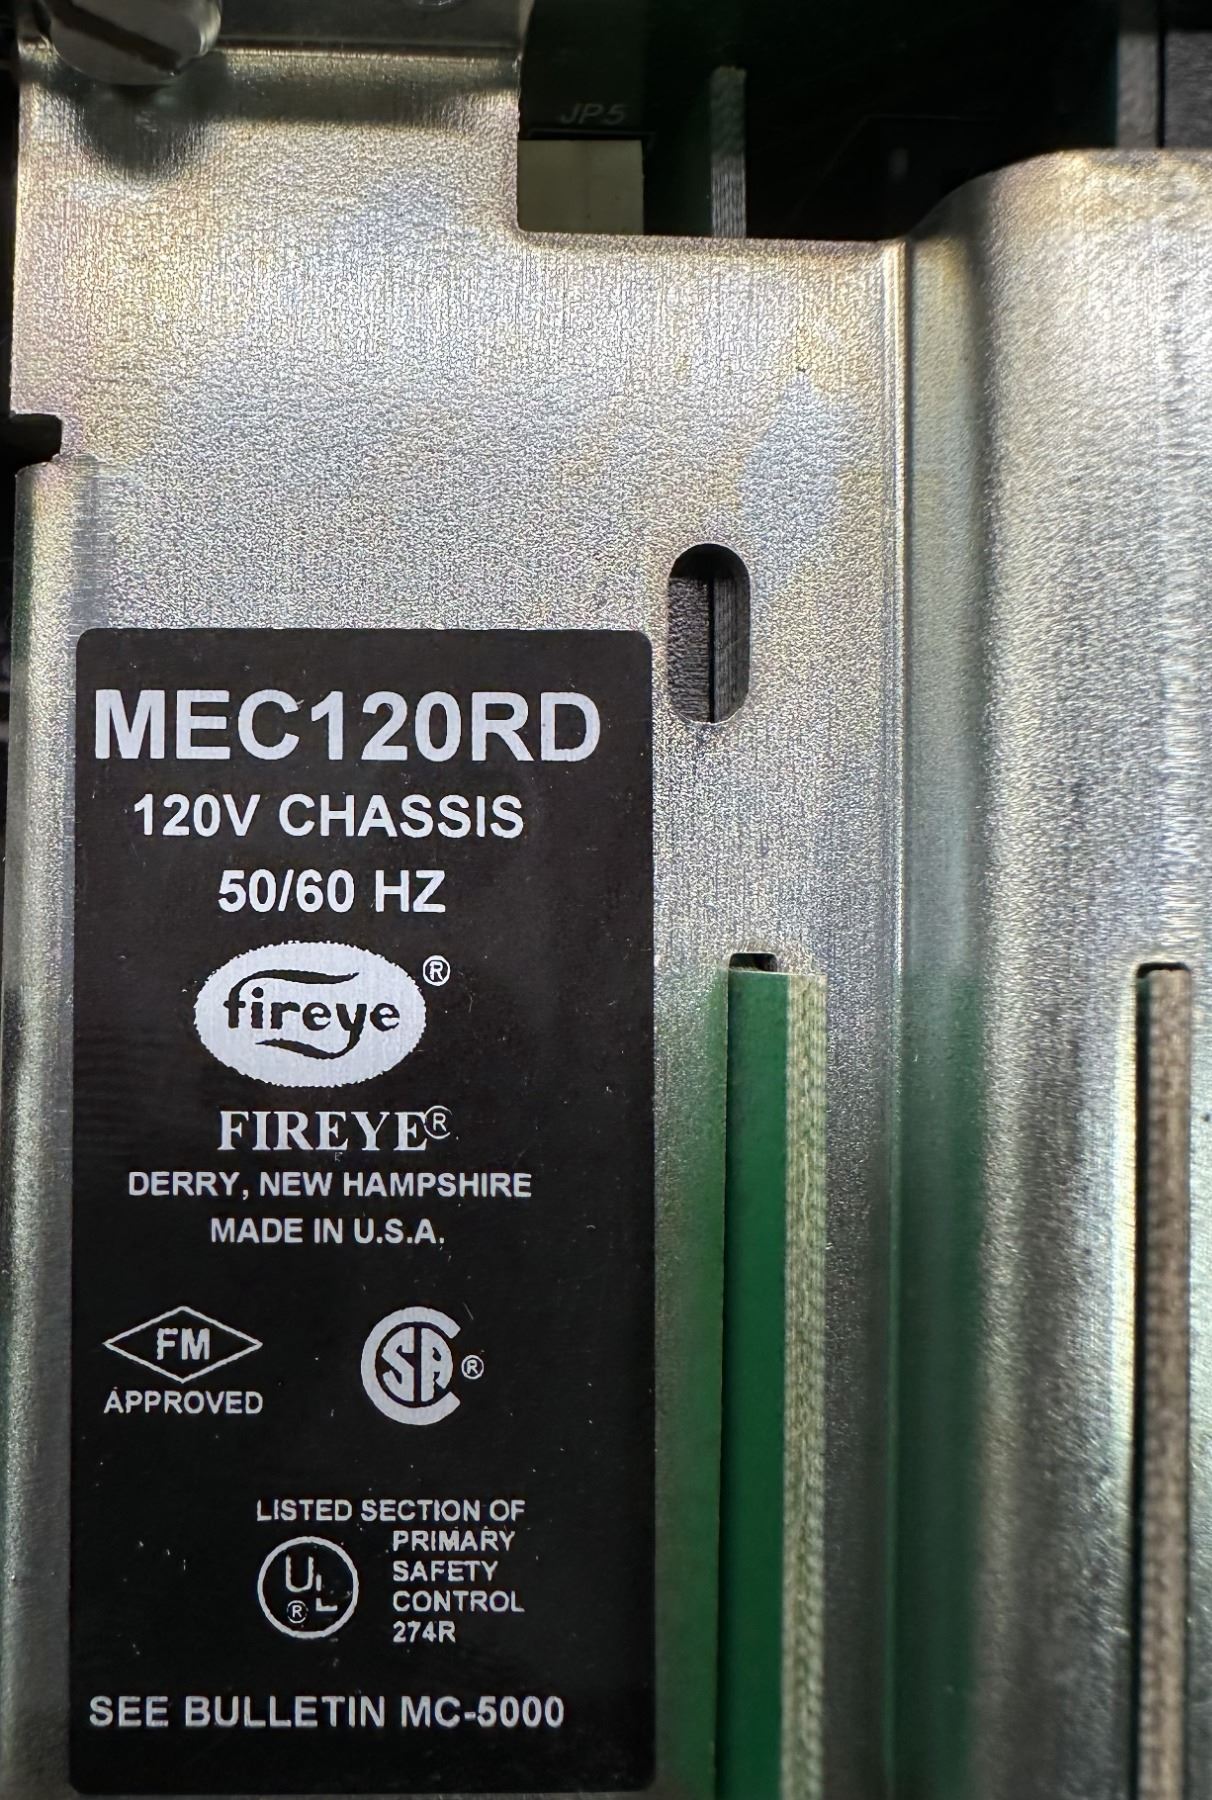 JP5
MEC120RD
120V CHASSIS
50/60 HZ
fireye ®
FIREYE®
DERRY, NEW HAMPSHIRE
MADE IN U.S.A.
FM
APPROVED
SA ®
LISTED SECTION OF
PRIMARY
UL ® SAFETY
CONTROL
274R
SEE BULLETIN MC-5000